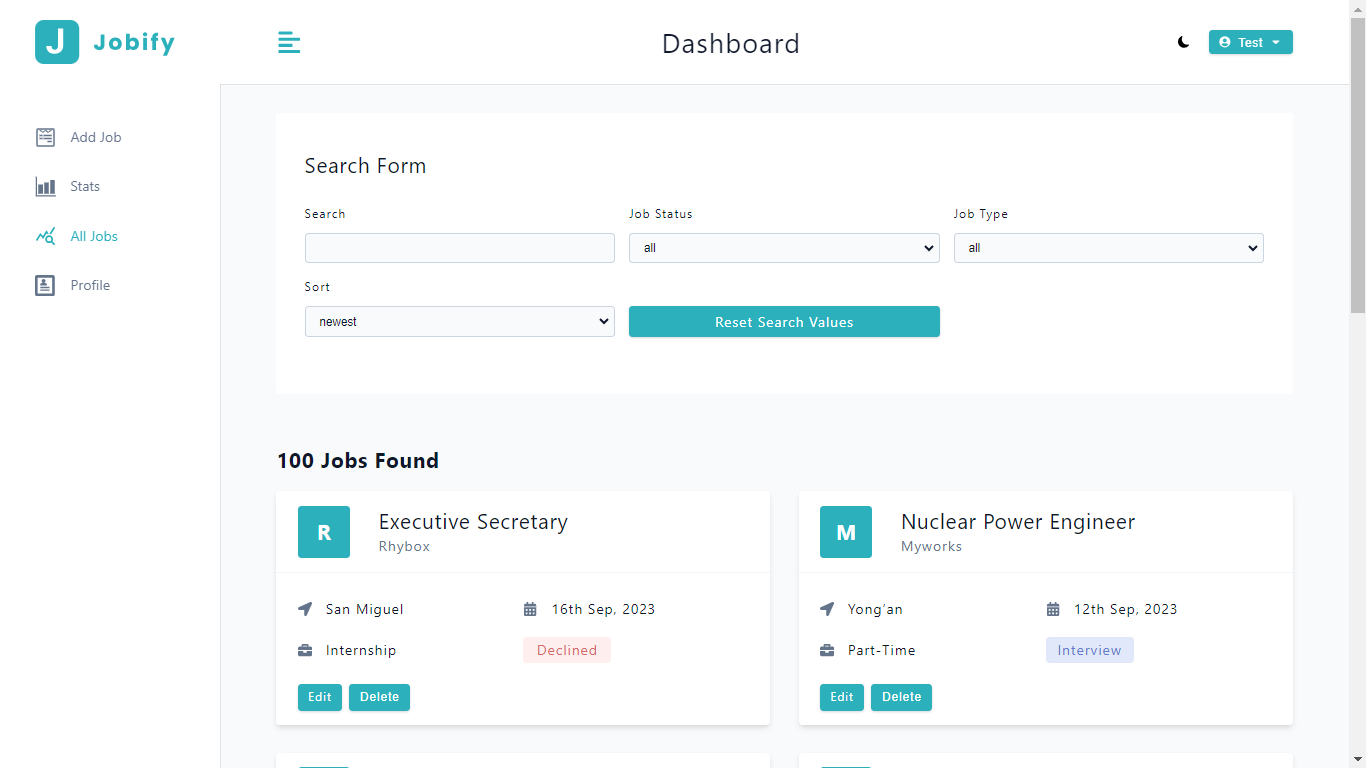 J Jobify
Dashboard
Test
Add Job
Stats
All Jobs
Profile
Search Form
Search Job Status Job Type
all all
Sort
newest Reset Search Values
100 Jobs Found
R Executive Secretary
Rhybox
San Miguel 16th Sep, 2023
Internship Declined
Edit Delete
M Nuclear Power Engineer
Myworks
Yong’an 12th Sep, 2023
Part-Time Interview
Edit Delete